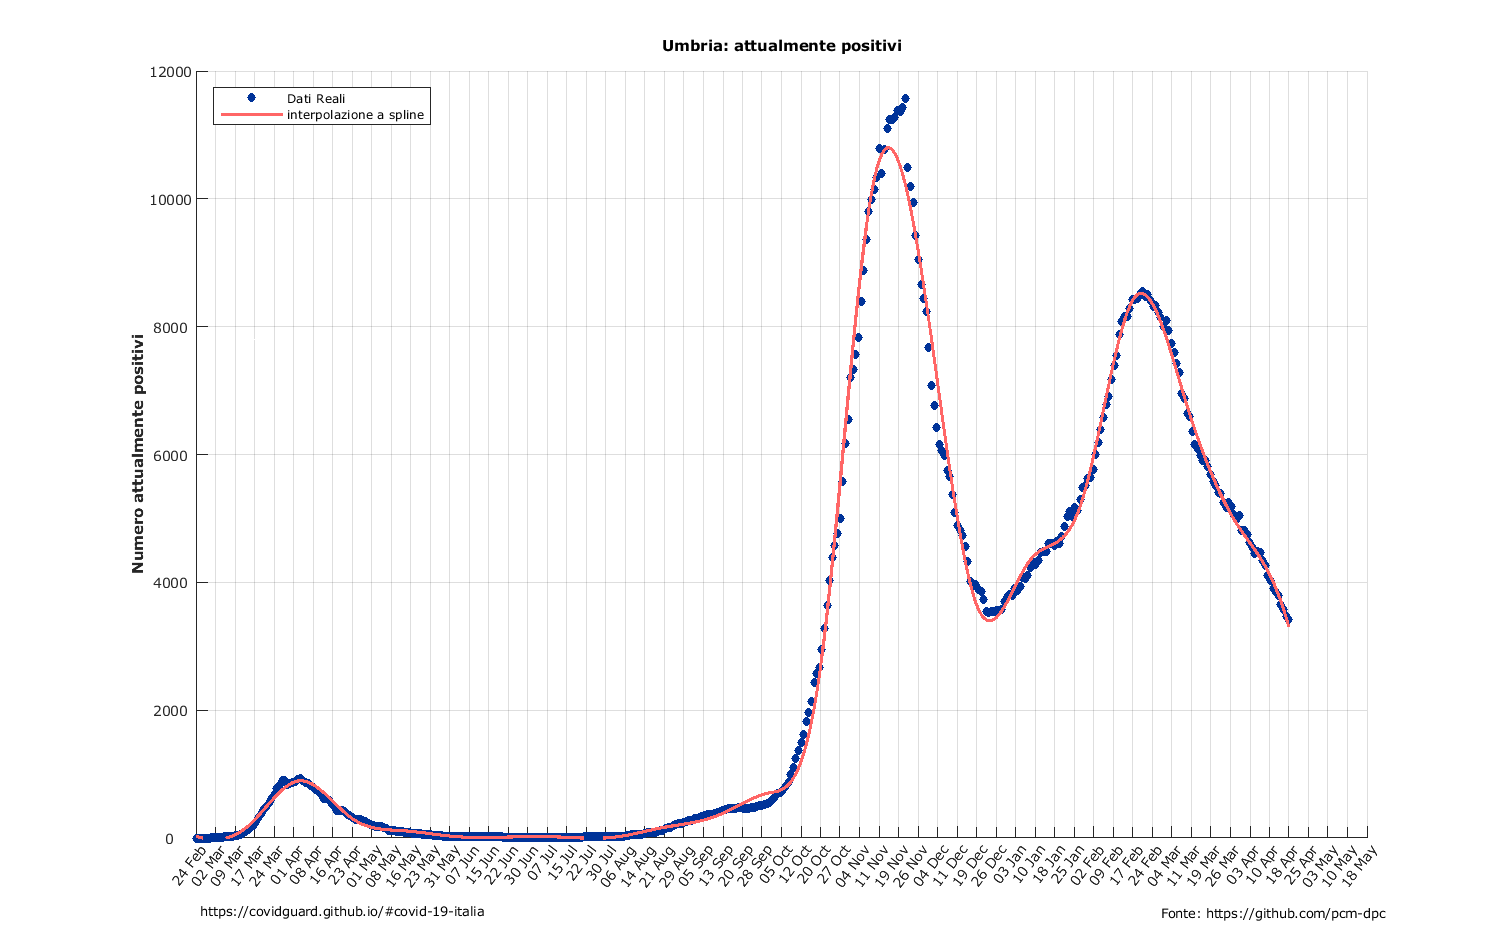 Umbria: attualmente positivi
Numero attualmente positivi
12000
10000
8000
6000
4000
2000
0
Dati Reali
interpolazione a spline
24 Feb
02 Mar
09 Mar
17 Mar
24 Mar
01 Apr
08 Apr
16 Apr
23 Apr
01 May
08 May
16 May
23 May
31 May
07 Jun
15 Jun
22 Jun
30 Jun
07 Jul
15 Jul
22 Jul
30 Jul
06 Aug
14 Aug
21 Aug
29 Aug
05 Sep
13 Sep
20 Sep
28 Sep
05 Oct
12 Oct
20 Oct
27 Oct
04 Nov
11 Nov
19 Nov
26 Nov
04 Dec
11 Dec
19 Dec
26 Dec
03 Jan
10 Jan
18 Jan
25 Jan
02 Feb
09 Feb
17 Feb
24 Feb
04 Mar
11 Mar
19 Mar
26 Mar
03 Apr
10 Apr
18 Apr
25 Apr
03 May
10 May
18 May
https://covidguard.github.io/#covid-19-italia
Fonte: https://github.com/pcm-dpc